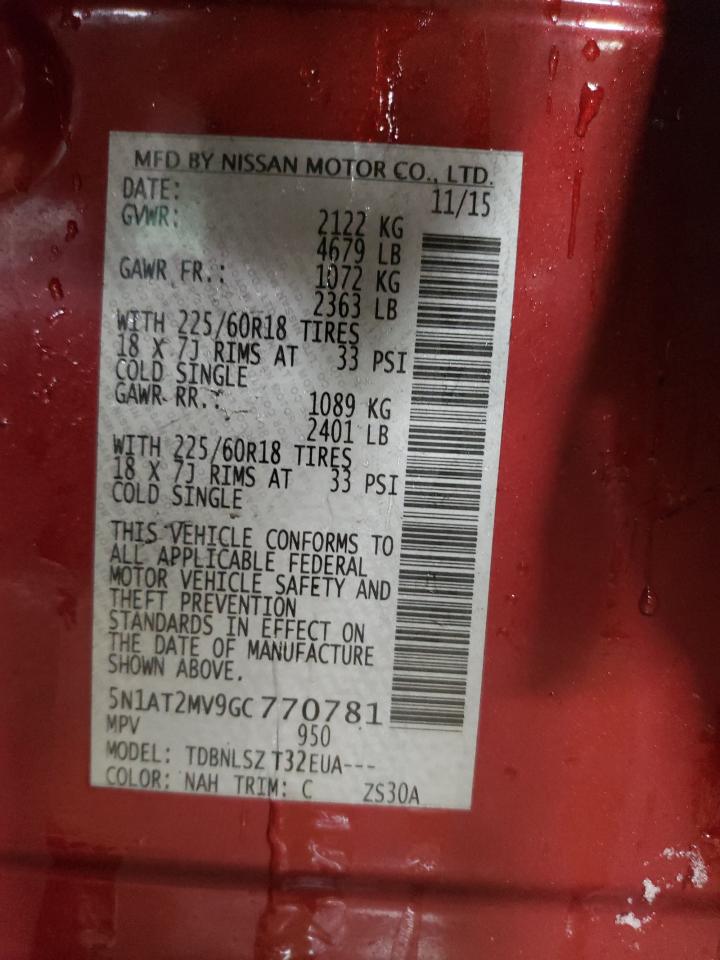 MFD BY NISSAN MOTOR CO., LTD.
DATE: 11/15
GVWR: 2122 KG
4679 LB
GAWR FR.: 1072 KG
2363 LB
WITH 225/60R18 TIRES
18 X 7J RIMS AT 33 PSI
COLD SINGLE
GAWR RR.: 1089 KG
2401 LB
WITH 225/60R18 TIRES
18 X 7J RIMS AT 33 PSI
COLD SINGLE
THIS VEHICLE CONFORMS TO
ALL APPLICABLE FEDERAL
MOTOR VEHICLE SAFETY AND
THEFT PREVENTION
STANDARDS IN EFFECT ON
THE DATE OF MANUFACTURE
SHOWN ABOVE.
5N1AT2MV9GC770781
MPV 950
MODEL: TDBNLSZ T32EUA---
COLOR: NAH TRIM: C ZS30A